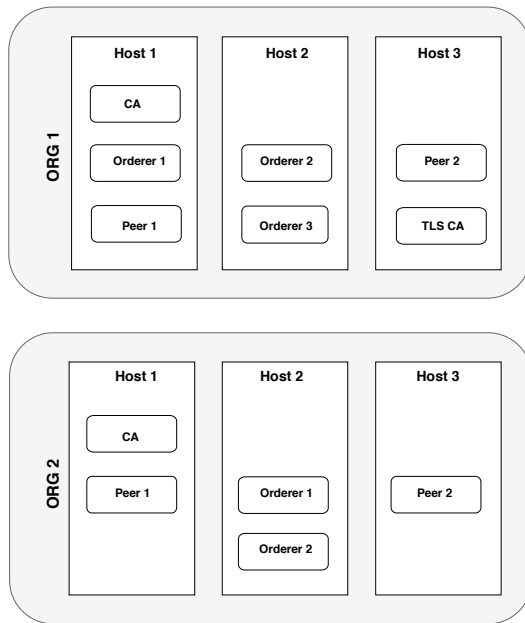 ORG 1
Host 1
CA
Orderer 1
Peer 1
Host 2
Orderer 2
Orderer 3
Host 3
Peer 2
TLS CA
ORG 2
Host 1
CA
Peer 1
Host 2
Orderer 1
Orderer 2
Host 3
Peer 2